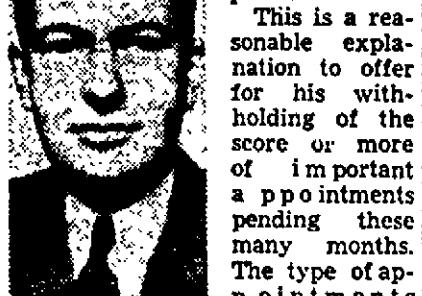 This is a rea-
sonable expla-
nation to offer
for his with-
holding of the
score or more
of important
appointments
pending these
many months.
The type of ap-
pointments